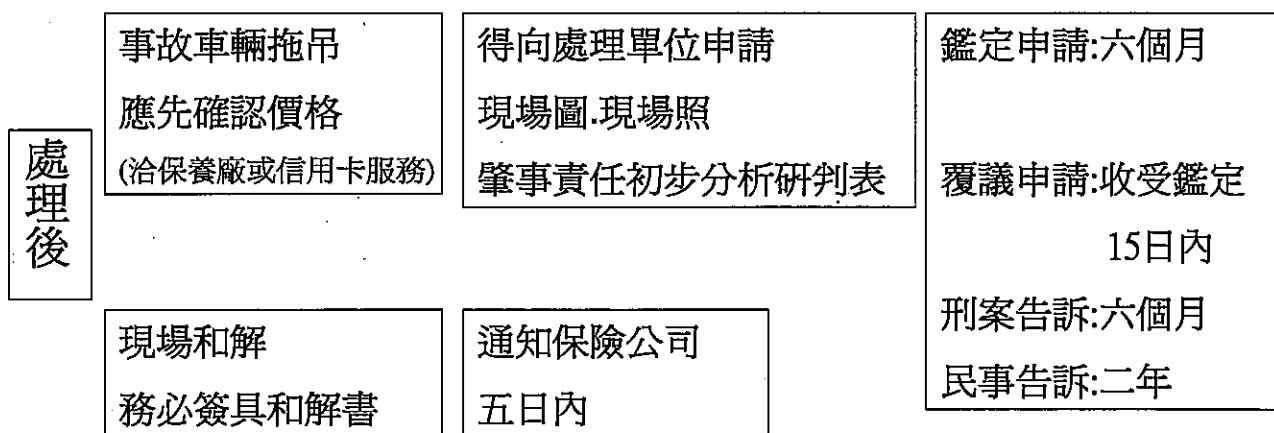 處理後
事故車輛拖吊
應先確認價格
(洽保養廠或信用卡服務)
得向處理單位申請
現場圖.現場照
肇事責任初步分析研判表
鑑定申請:六個月
覆議申請:收受鑑定
15日內
刑案告訴:六個月
民事告訴:二年
現場和解
務必簽具和解書
通知保險公司
五日內